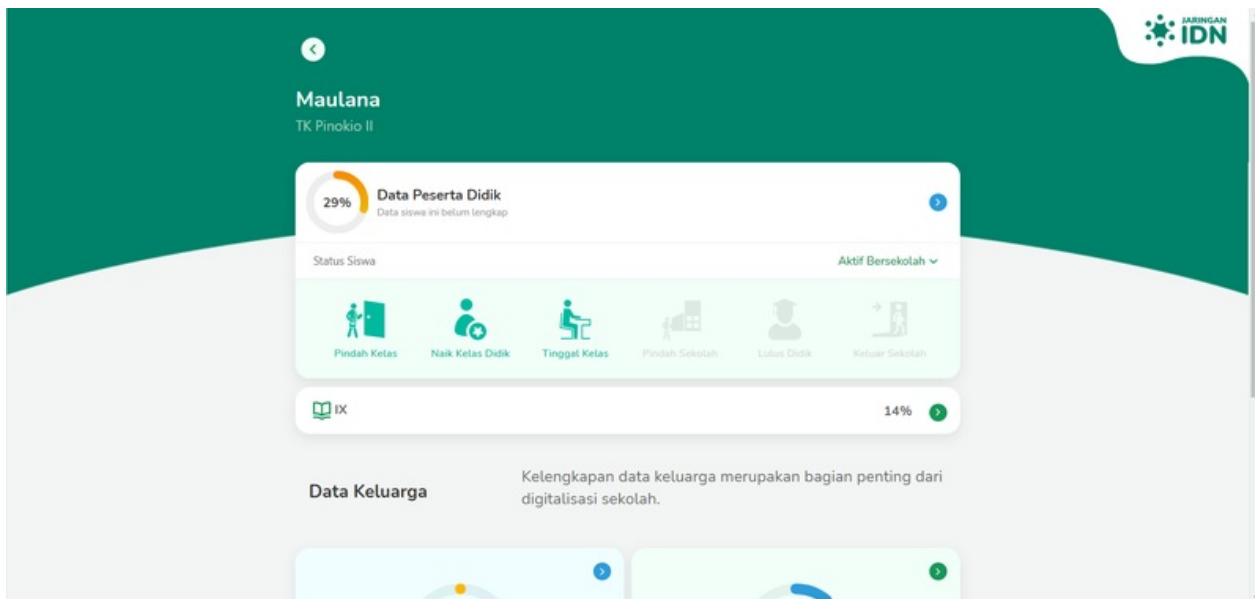 JARINGAN
IDN
Maulana
TK Pinokio II
29%
Data Peserta Didik
Data siswa ini belum lengkap
Status Siswa
Aktif Bersekolah
Pindah Kelas
Naik Kelas Didik
Tinggal Kelas
Pindah Sekolah
Lulus Didik
Keluar Sekolah
IX
14%
Data Keluarga
Kelengkapan data keluarga merupakan bagian penting dari
digitalisasi sekolah.